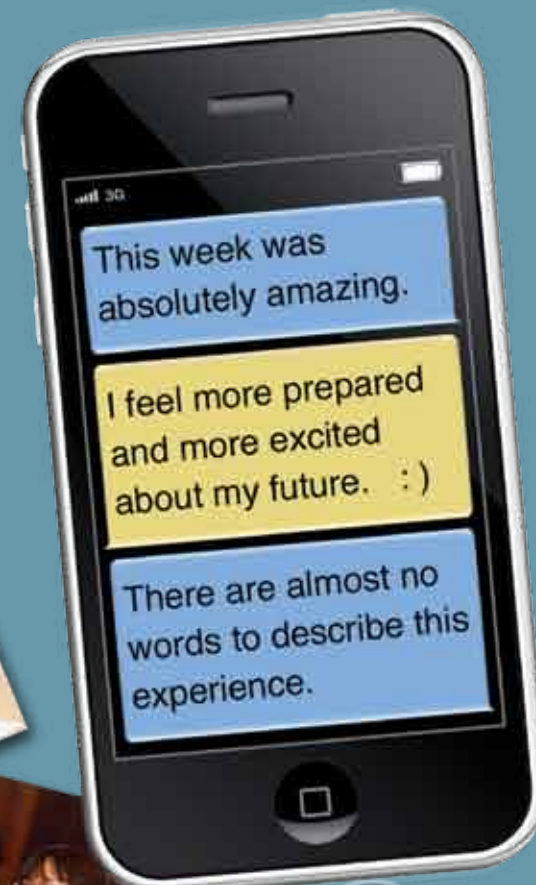 3G
This week was
absolutely amazing.
I feel more prepared
and more excited
about my future. : )
There are almost no
words to describe this
experience.